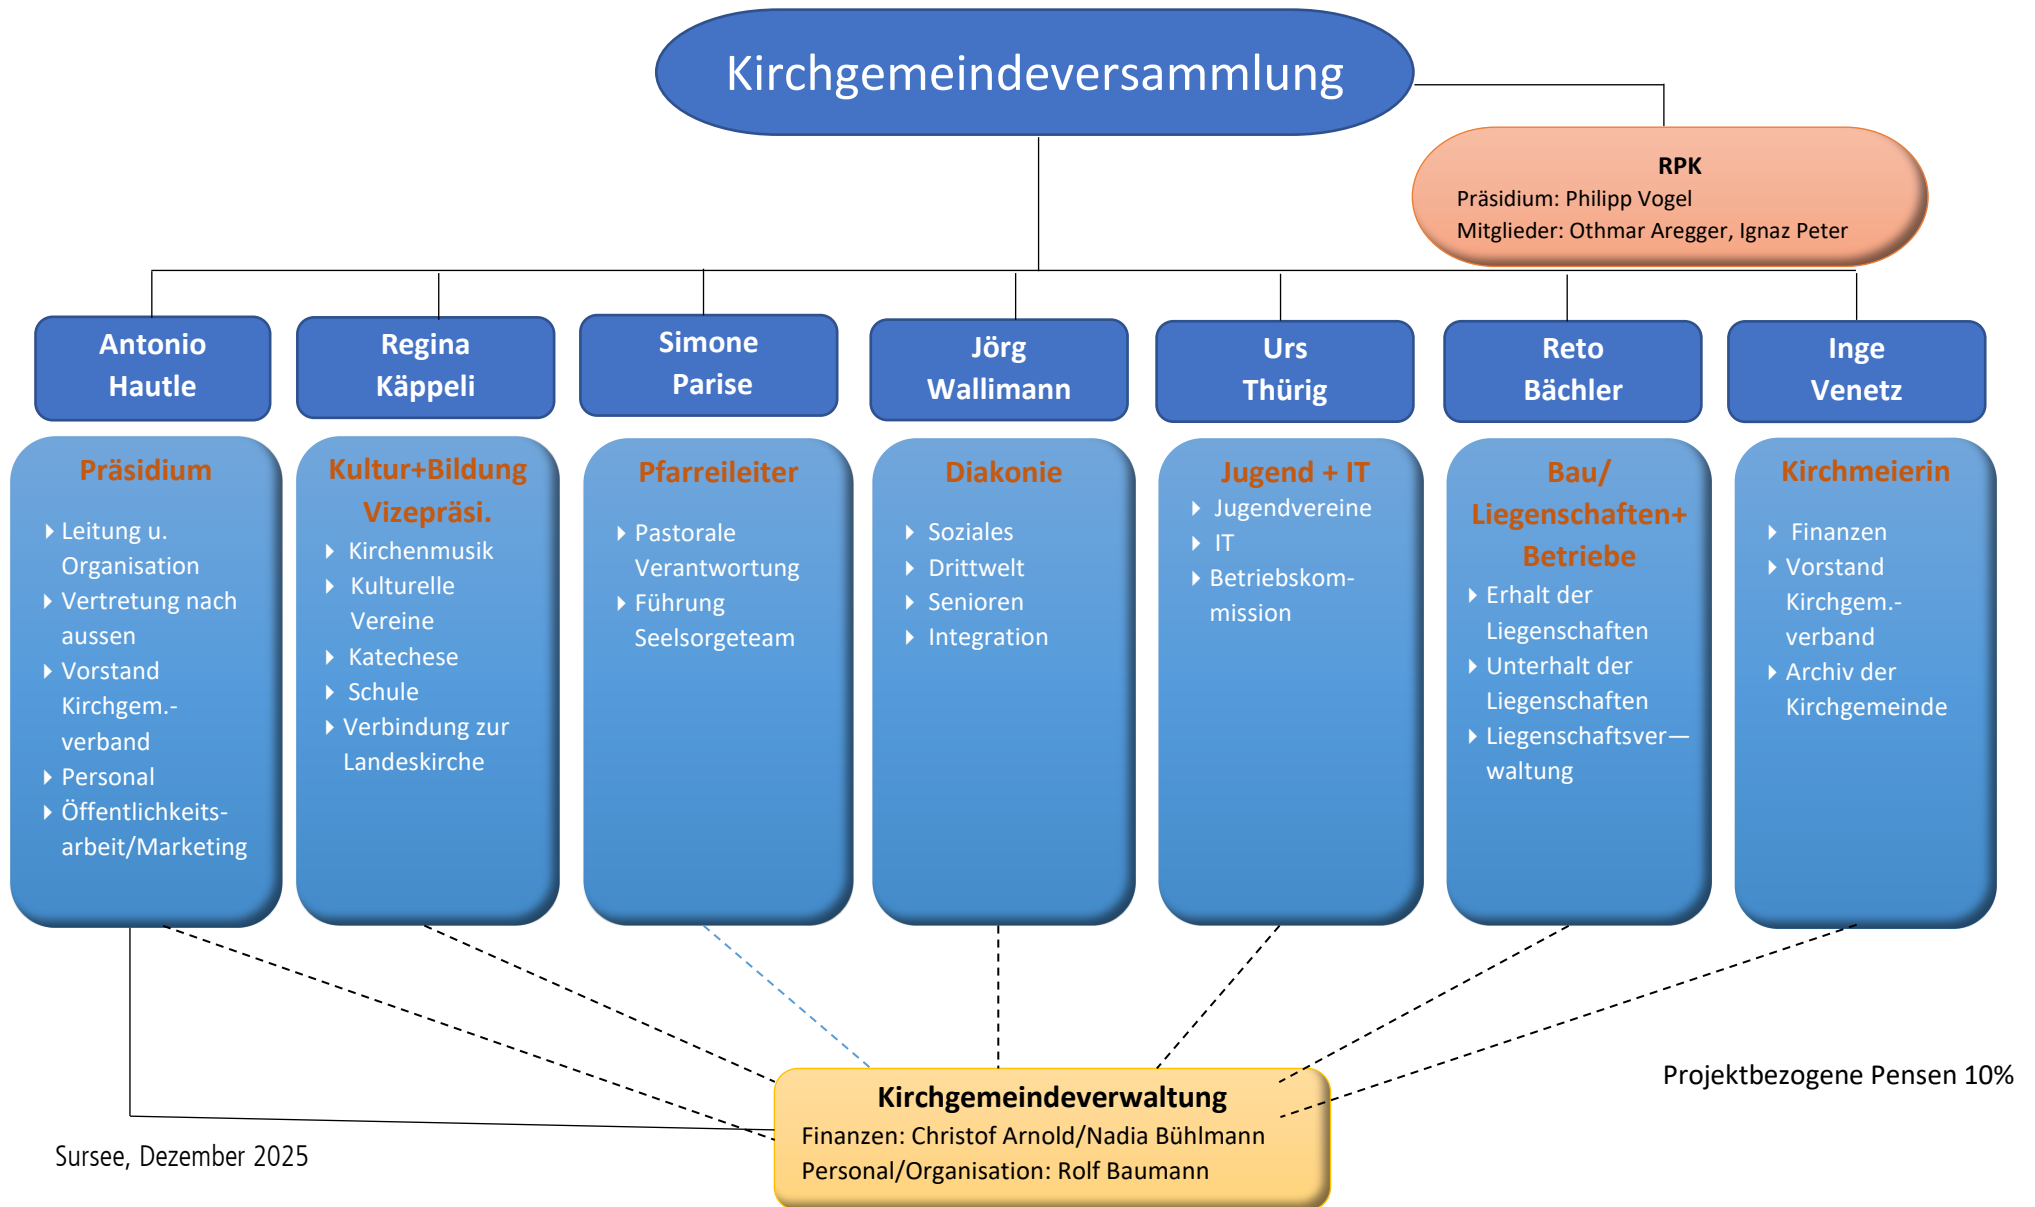 Kirchgemeindeversammlung
RPK
Präsidium: Philipp Vogel
Mitglieder: Othmar Aregger, Ignaz Peter
Antonio
Hautle
Regina
Käppeli
Simone
Parise
Jörg
Wallimann
Urs
Thürig
Reto
Bächler
Inge
Venetz
Präsidium
Leitung u.
Organisation
Vertretung nach
aussen
Vorstand
Kirchgem.-
verband
Personal
Öffentlichkeits-
arbeit/Marketing
Kultur+Bildung
Vizepräsi.
Kirchenmusik
Kulturelle
Vereine
Katechese
Schule
Verbindung zur
Landeskirche
Pfarreileiter
Pastorale
Verantwortung
Führung
Seelsorgeteam
Diakonie
Soziales
Drittwelt
Senioren
Integration
Jugend + IT
Jugendvereine
IT
Betriebskom-
mission
Bau/
Liegenschaften+
Betriebe
Erhalt der
Liegenschaften
Unterhalt der
Liegenschaften
Liegenschaftsver—
waltung
Kirchmeierin
Finanzen
Vorstand
Kirchgem.-
verband
Archiv der
Kirchgemeinde
Projektbezogene Pensen 10%
Kirchgemeindeverwaltung
Finanzen: Christof Arnold/Nadia Bühlmann
Personal/Organisation: Rolf Baumann
Sursee, Dezember 2025